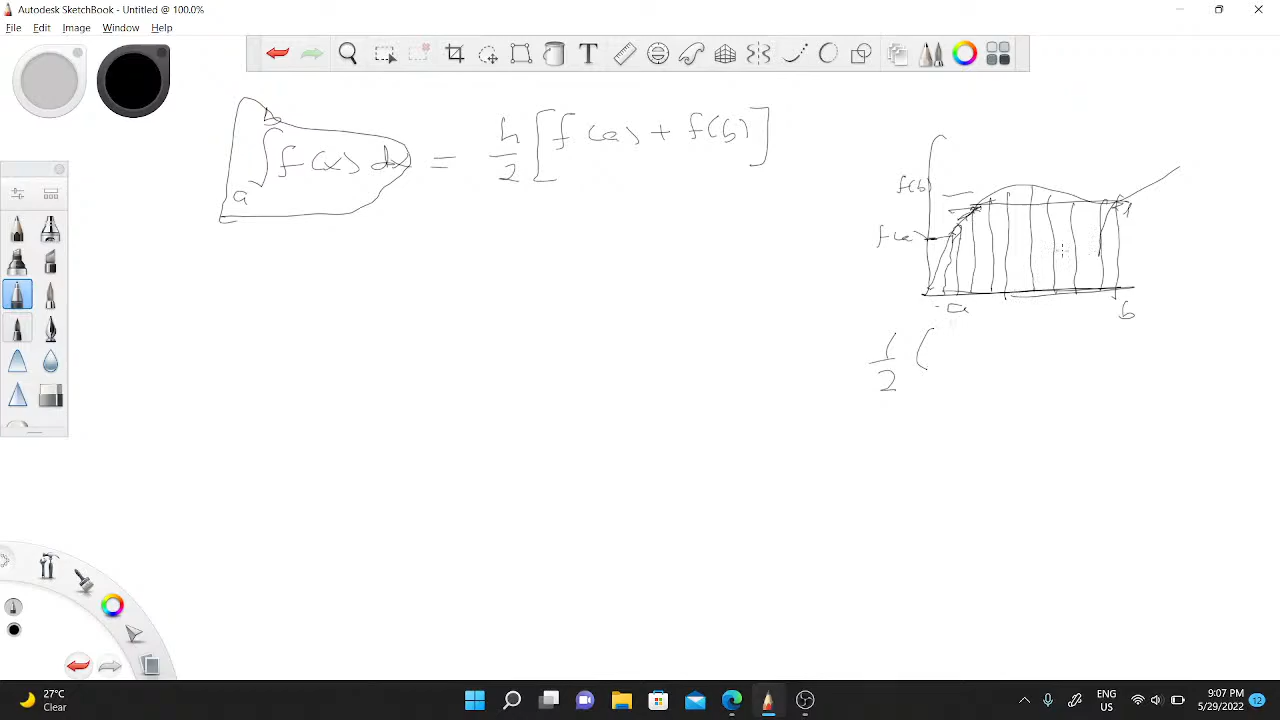 Autodesk SketchBook - Untitled @ 100.0%
File Edit Image Window Help
T
b
∫ f(x) dx = h/2 [f(a) + f(b)]
a
f(b)
f(a)
a b
1/2 (
27°C
Clear
ENG
US
9:07 PM
5/29/2022
12